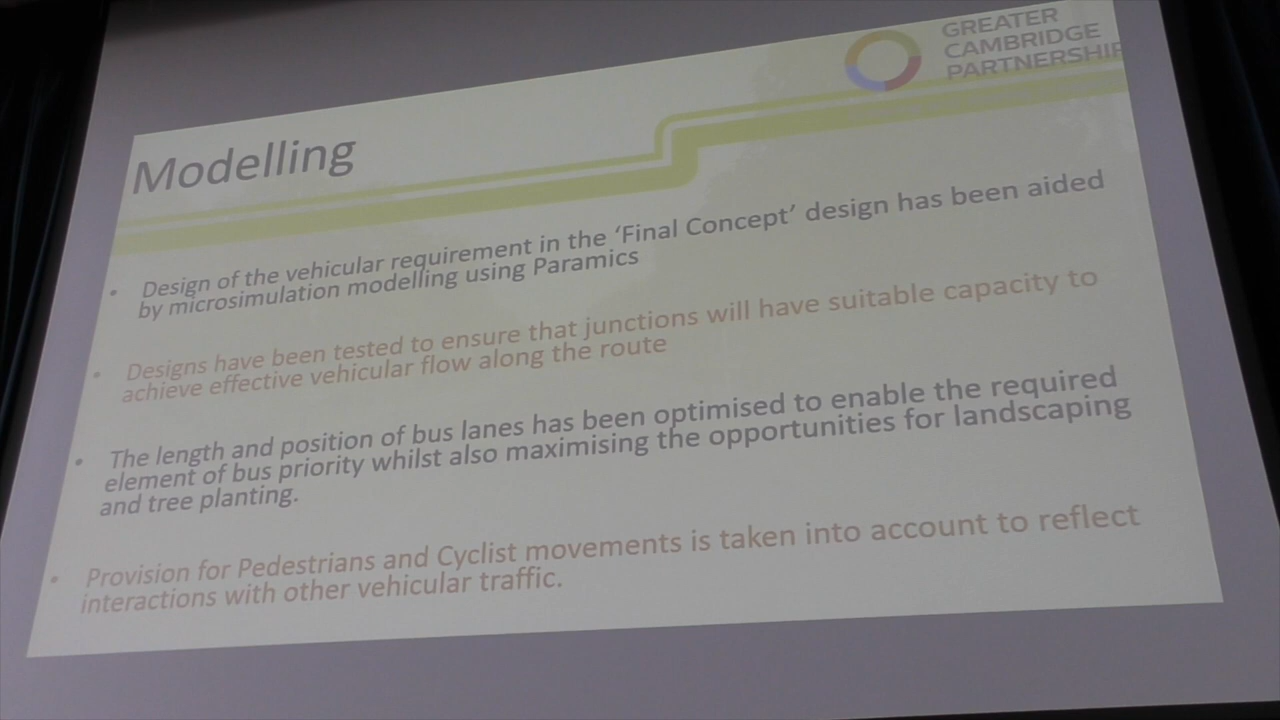 GREATER
CAMBRIDGE
PARTNERSHIP
Modelling
• Design of the vehicular requirement in the ‘Final Concept’ design has been aided
by microsimulation modelling using Paramics
• Designs have been tested to ensure that junctions will have suitable capacity to
achieve effective vehicular flow along the route
• The length and position of bus lanes has been optimised to enable the required
element of bus priority whilst also maximising the opportunities for landscaping
and tree planting.
• Provision for Pedestrians and Cyclist movements is taken into account to reflect
interactions with other vehicular traffic.